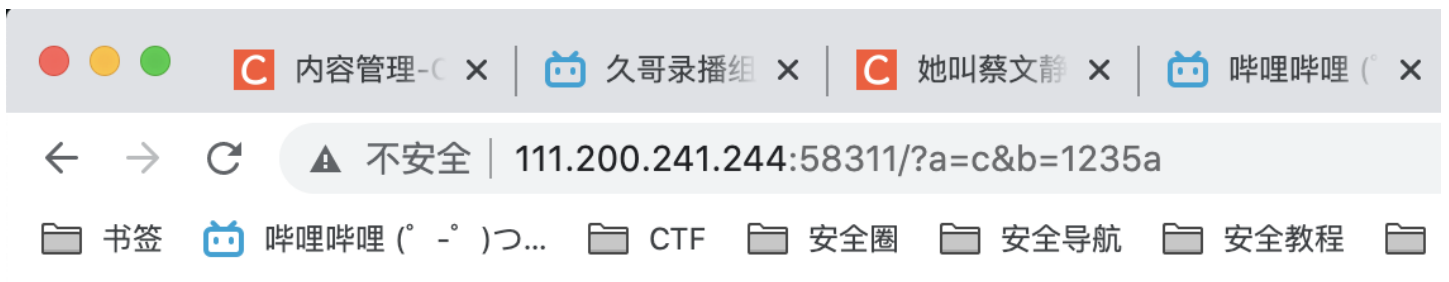 C 内容管理-C × 久哥录播组 × C 她叫蔡文静 × 哔哩哔哩 (゜ ×
不安全 | 111.200.241.244:58311/?a=c&b=1235a
书签 哔哩哔哩 (゜-゜)つ... CTF 安全圈 安全导航 安全教程